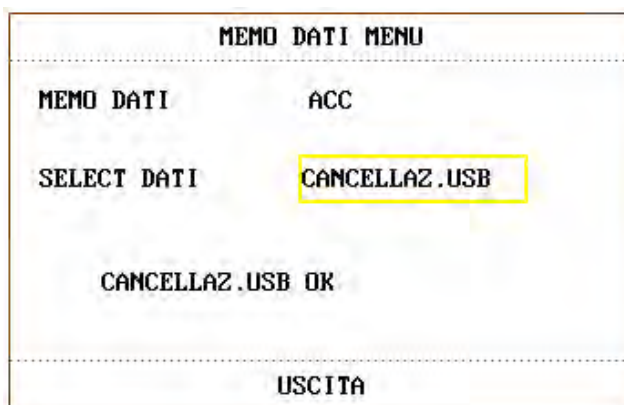 MEMO DATI MENU
MEMO DATI ACC
SELECT DATI CANCELLAZ.USB
CANCELLAZ.USB OK
USCITA